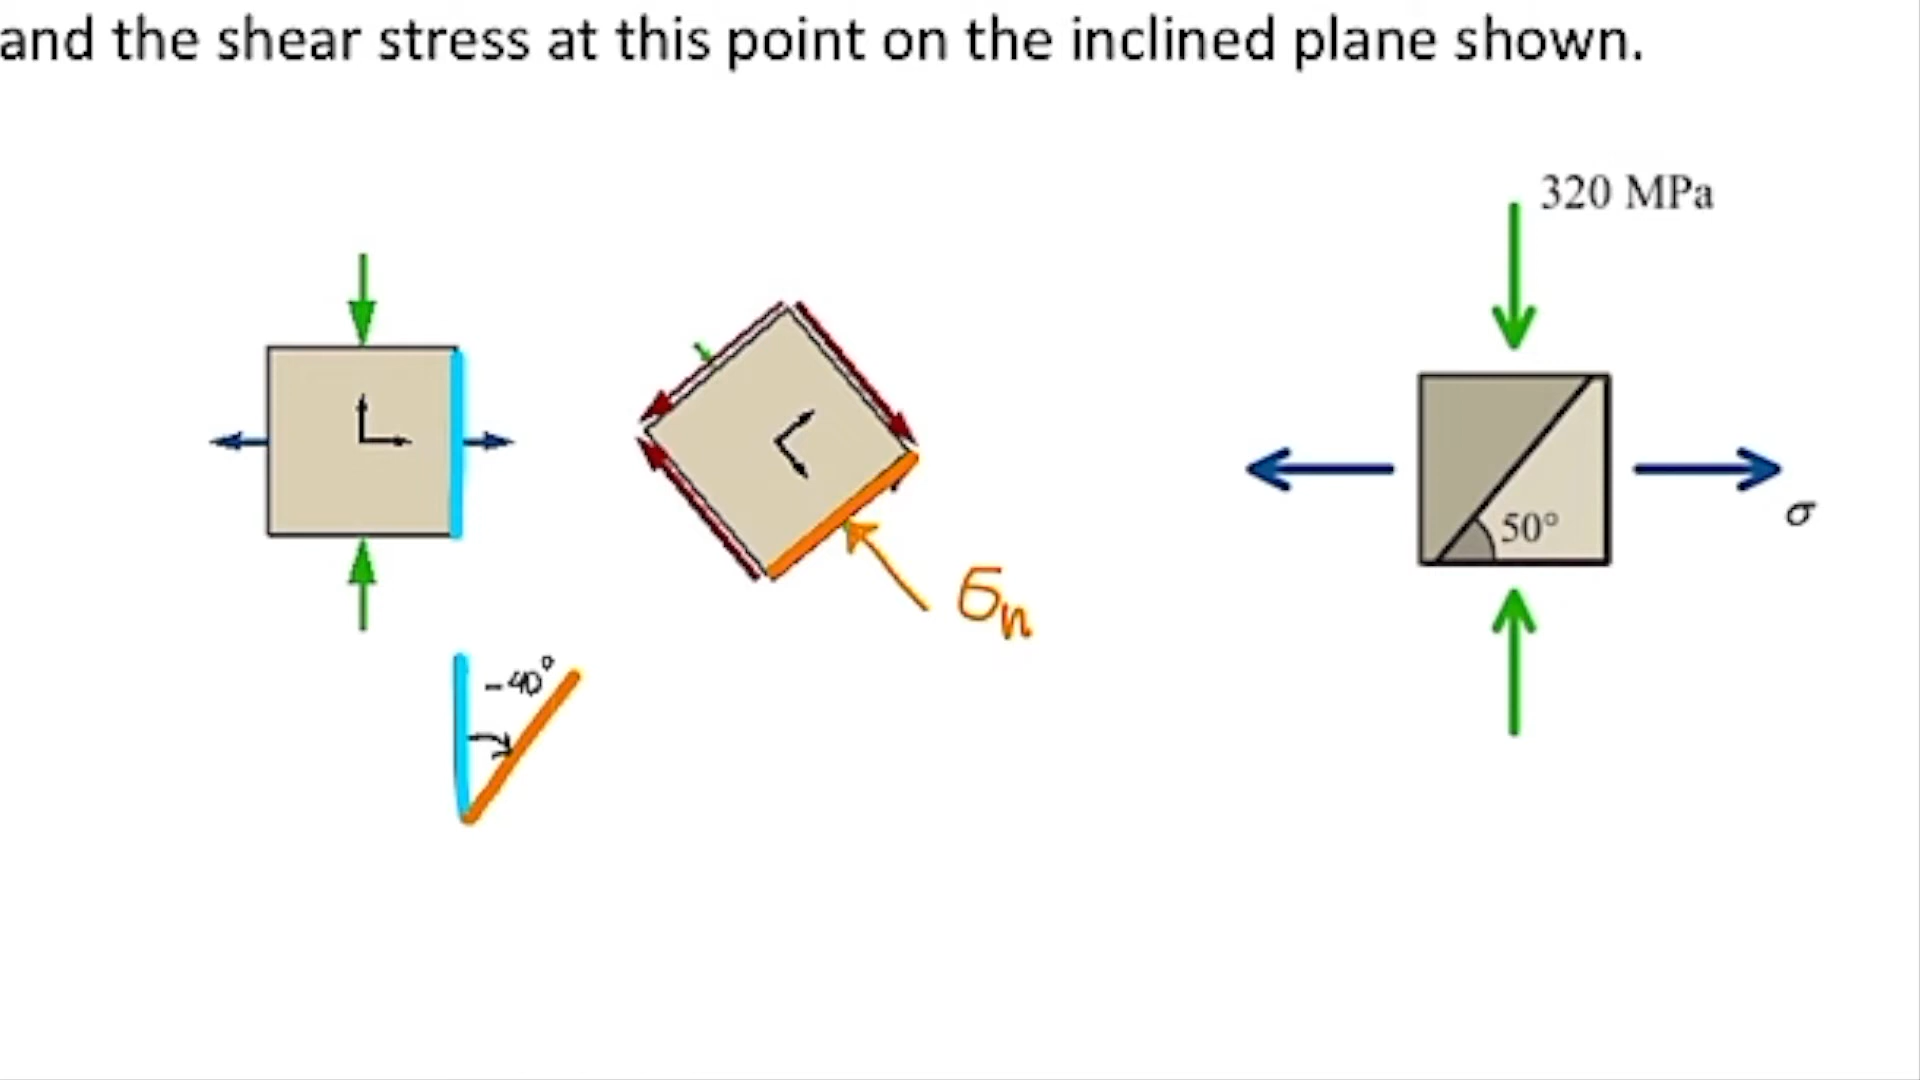 and the shear stress at this point on the inclined plane shown.
320 MPa
σ
50°
σn
-40°